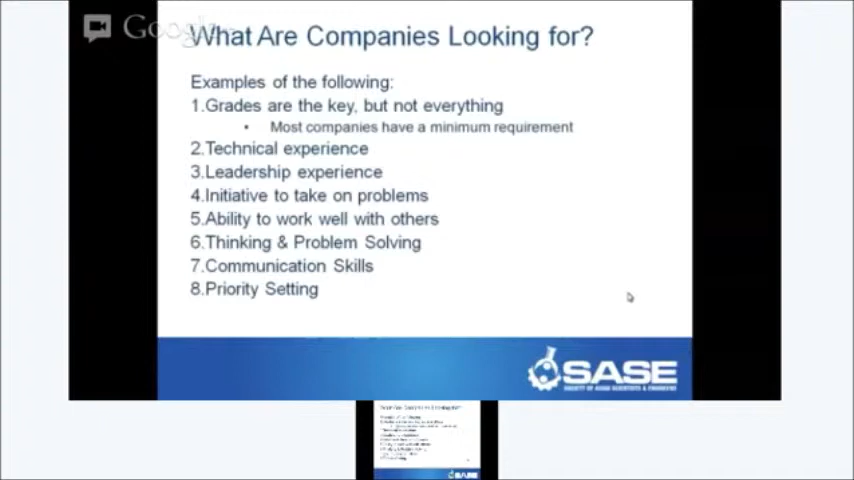 Google
What Are Companies Looking for?
Examples of the following:
1.Grades are the key, but not everything
• Most companies have a minimum requirement
2.Technical experience
3.Leadership experience
4.Initiative to take on problems
5.Ability to work well with others
6.Thinking & Problem Solving
7.Communication Skills
8.Priority Setting
SASE
SOCIETY OF ASIAN SCIENTISTS & ENGINEERS
SASE